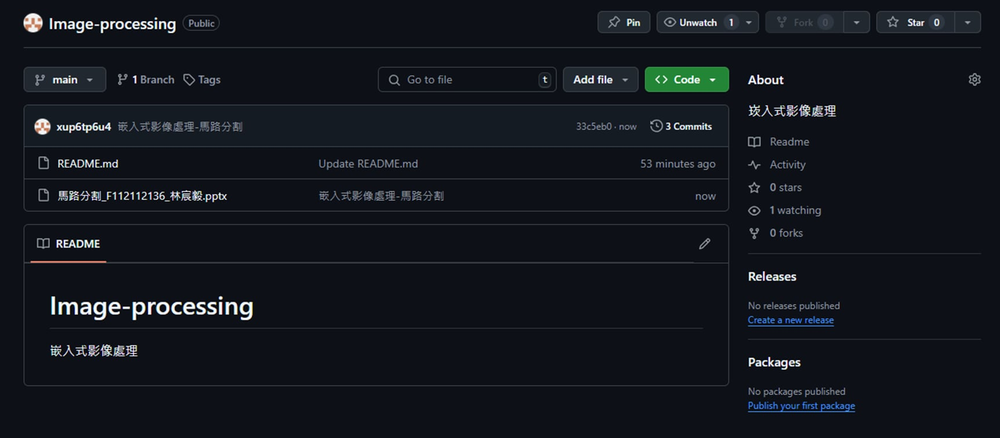 Image-processing Public
Pin Unwatch 1 Fork 0 Star 0
main 1 Branch Tags Go to file t Add file Code
xup6tp6u4 嵌入式影像處理-馬路分割 33c5eb0 · now 3 Commits
README.md Update README.md 53 minutes ago
馬路分割_F112112136_林宸毅.pptx 嵌入式影像處理-馬路分割 now
README
Image-processing
嵌入式影像處理
About
崁入式影像處理
Readme
Activity
0 stars
1 watching
0 forks
Releases
No releases published
Create a new release
Packages
No packages published
Publish your first package